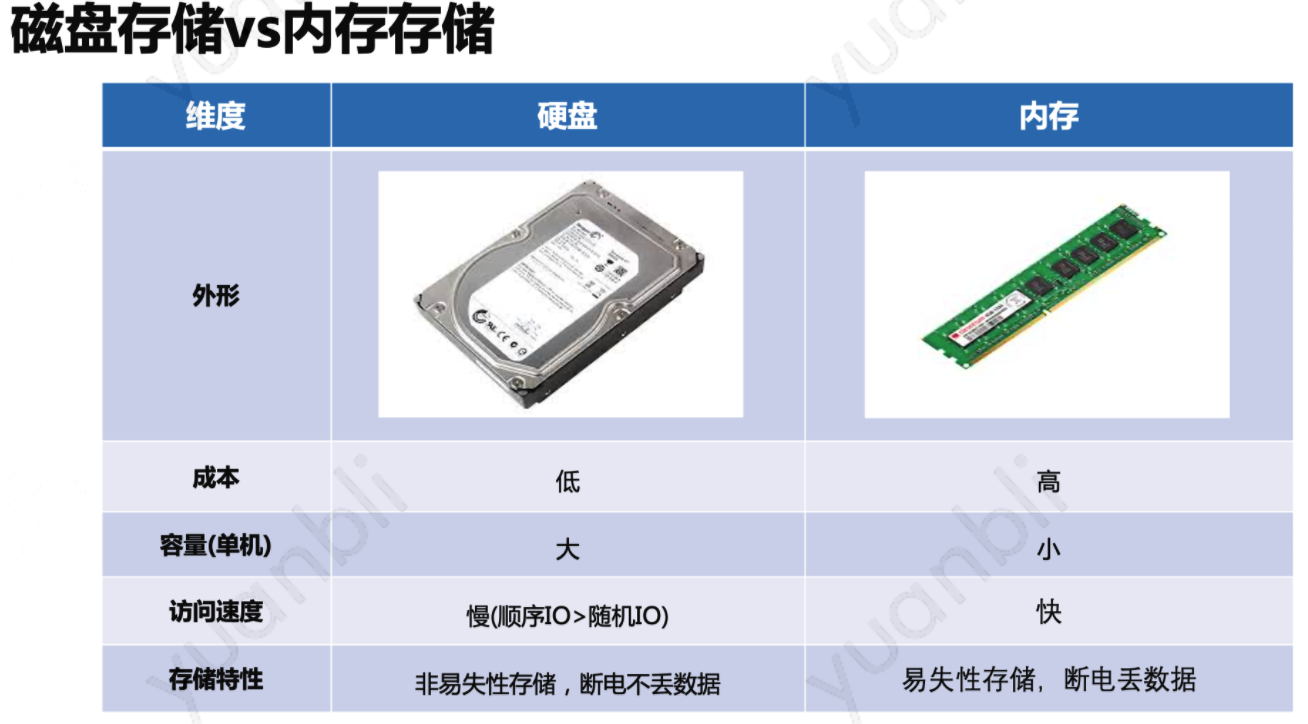 磁盘存储vs内存存储
维度 硬盘 内存
外形
成本 低 高
容量(单机) 大 小
访问速度 慢(顺序IO>随机IO) 快
存储特性 非易失性存储，断电不丢数据 易失性存储，断电丢数据
yuanbli
yuanbli